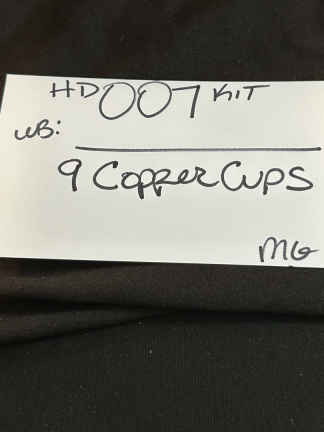 HD007 KIT
WB:
9 Copper Cups
MG